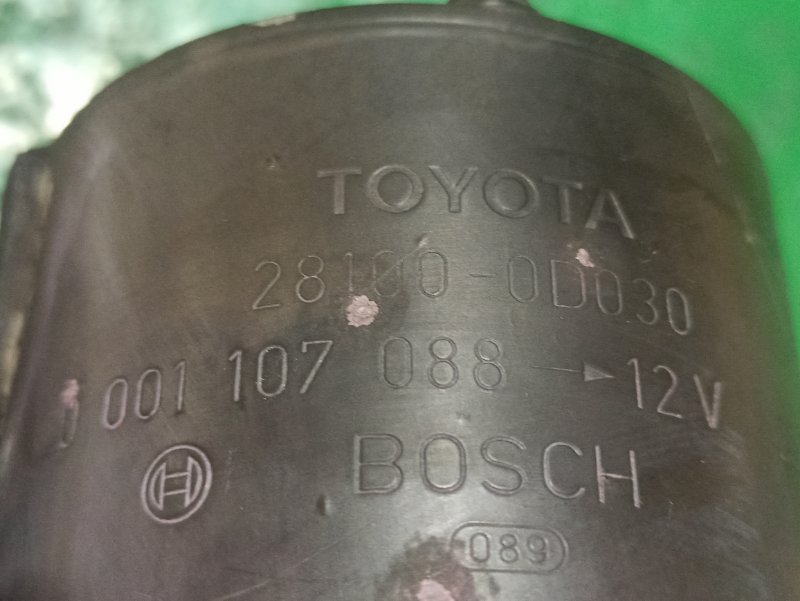 TOYOTA
28100-0D030
0 001 107 088 → 12V
BOSCH
089